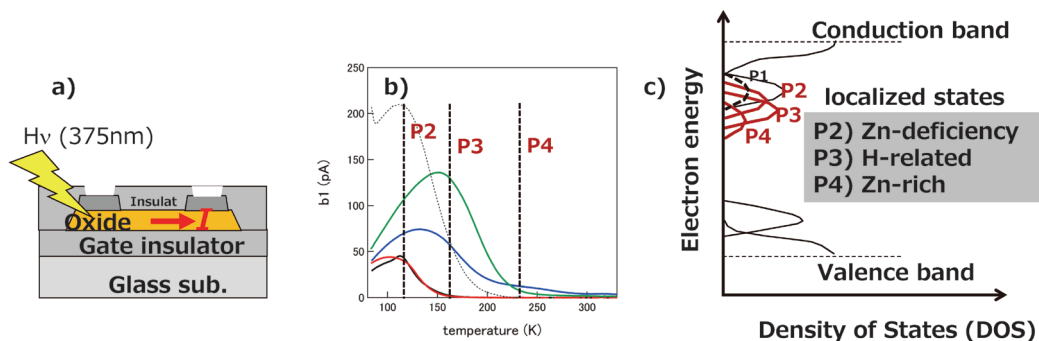 a)
Hν (375nm)
Insulat
Oxide I
Gate insulator
Glass sub.
b)
250
200
150
100
50
0
b1 (pA)
P2
P3
P4
100 150 200 250 300
temperature (K)
c)
Conduction band
P1
P2
P3
P4
localized states
P2) Zn-deficiency
P3) H-related
P4) Zn-rich
Electron energy
Valence band
Density of States (DOS)